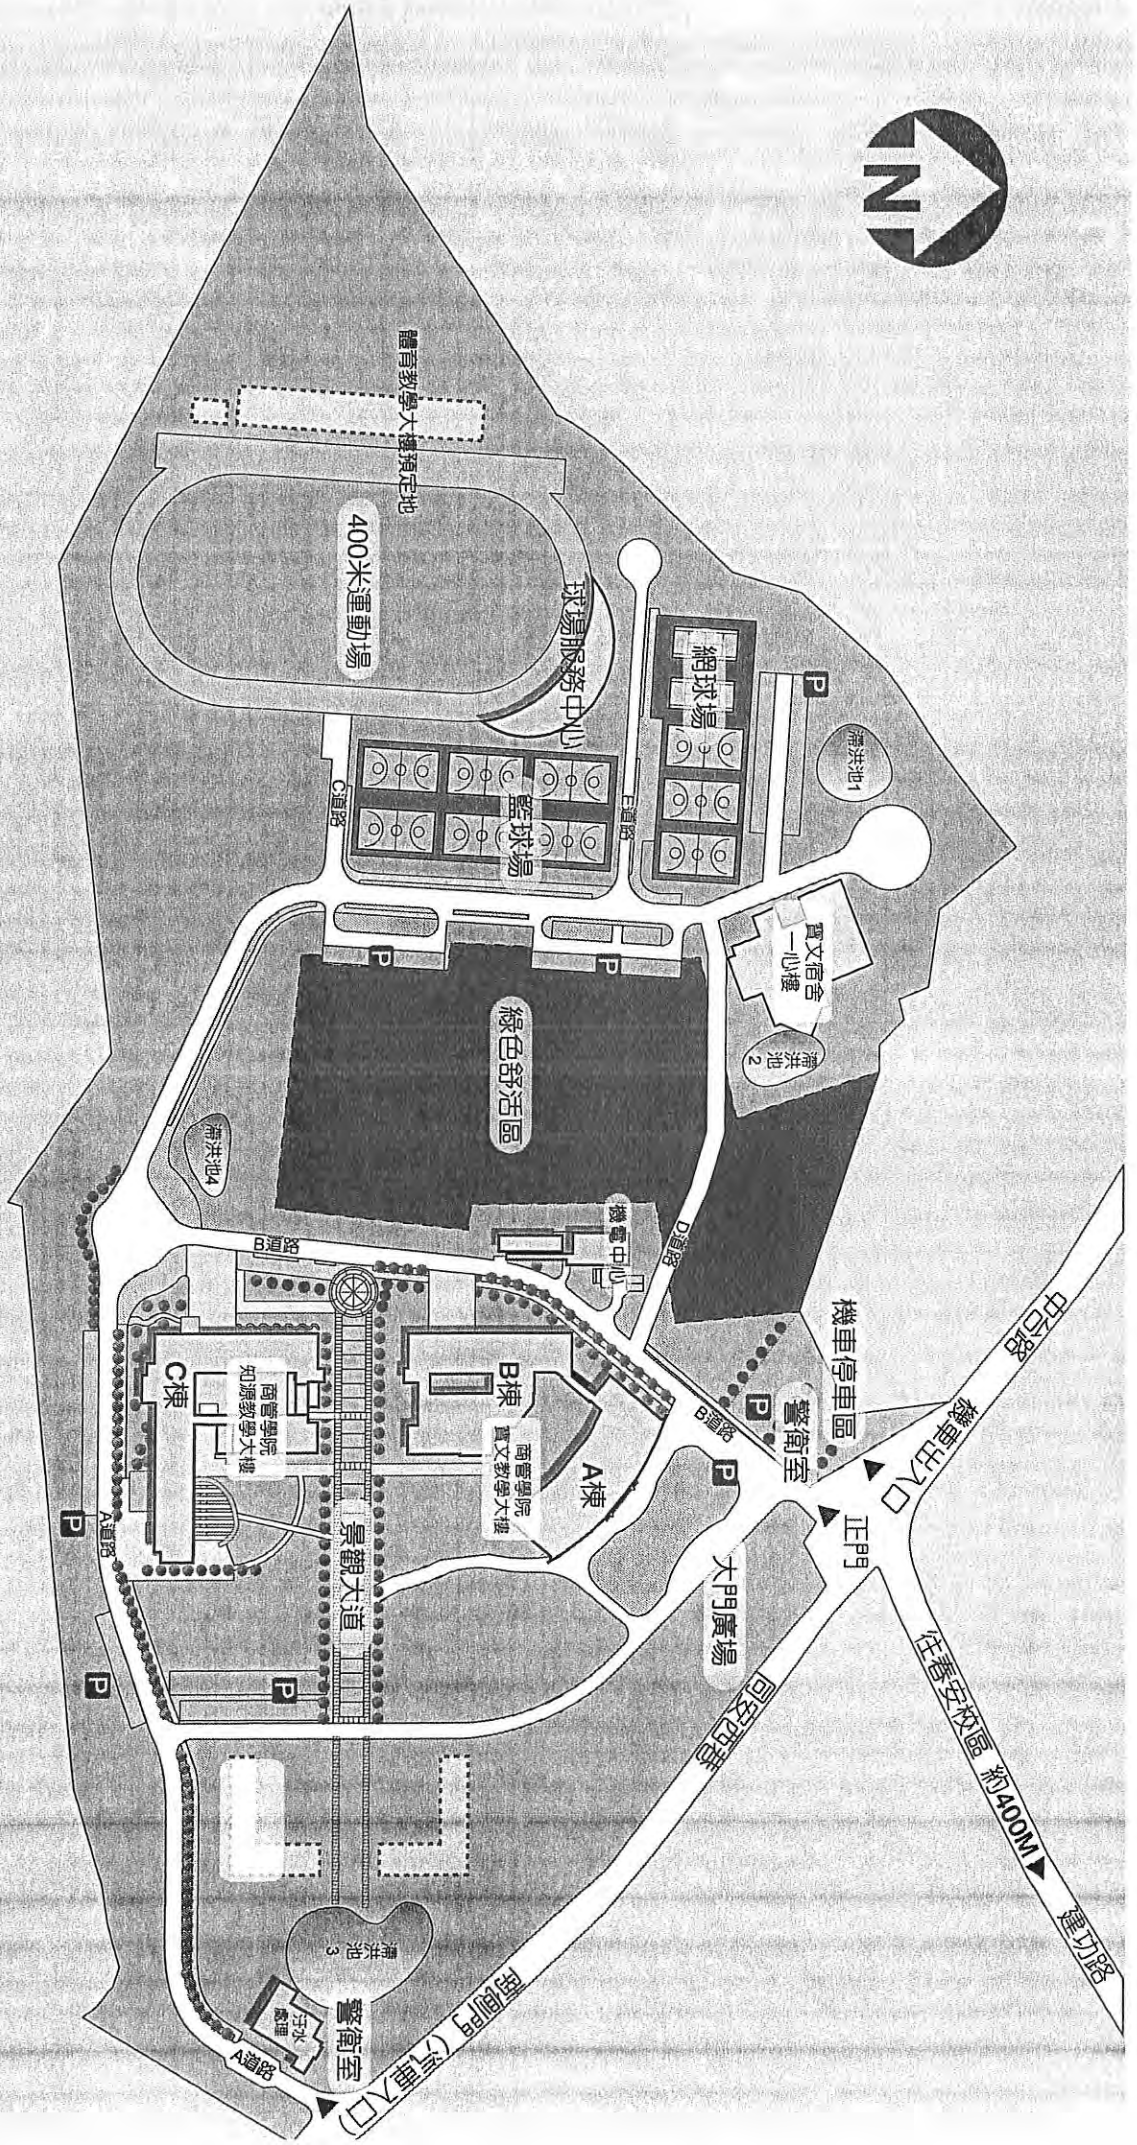 N
體育教學大樓預定地
400米運動場
球場服務中心
網球場
P
滯洪池1
籃球場
C道路
E道路
寶文宿舍
一心樓
滯洪池
2
P
P
綠色舒活區
滯洪池4
機電中心
B道路
D道路
機車停車區
中台路
機車出入口
警衛室
P
正門
B道路
P
A棟
B棟
商管學院
寶文教學大樓
C棟
商管學院
知源教學大樓
大門廣場
景觀大道
A道路
P
P
P
同安西巷
往春安校區 約400M
建功路
滯洪池
3
汙水
處理
警衛室
A道路
南側門(汽車入口)